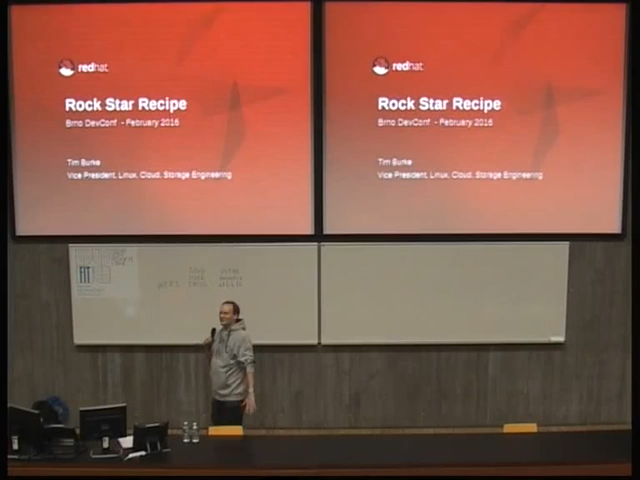 redhat.
Rock Star Recipe
Brno DevConf - February 2016
Tim Burke
Vice President, Linux, Cloud, Storage Engineering
redhat.
Rock Star Recipe
Brno DevConf - February 2016
Tim Burke
Vice President, Linux, Cloud, Storage Engineering
fit